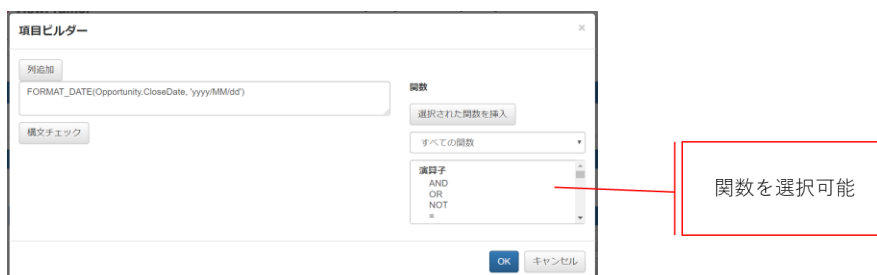 項目ビルダー
×
列追加
FORMAT_DATE(Opportunity.CloseDate, 'yyyy/MM/dd')
構文チェック
関数
選択された関数を挿入
すべての関数
演算子
AND
OR
NOT
=
OK
キャンセル
関数を選択可能